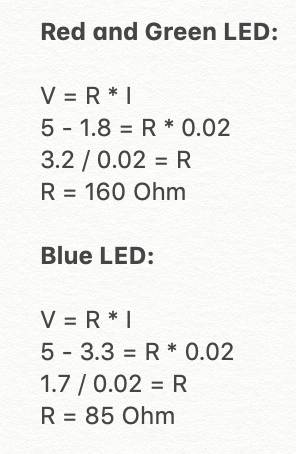 Red and Green LED:
V = R * I
5 - 1.8 = R * 0.02
3.2 / 0.02 = R
R = 160 Ohm
Blue LED:
V = R * I
5 - 3.3 = R * 0.02
1.7 / 0.02 = R
R = 85 Ohm